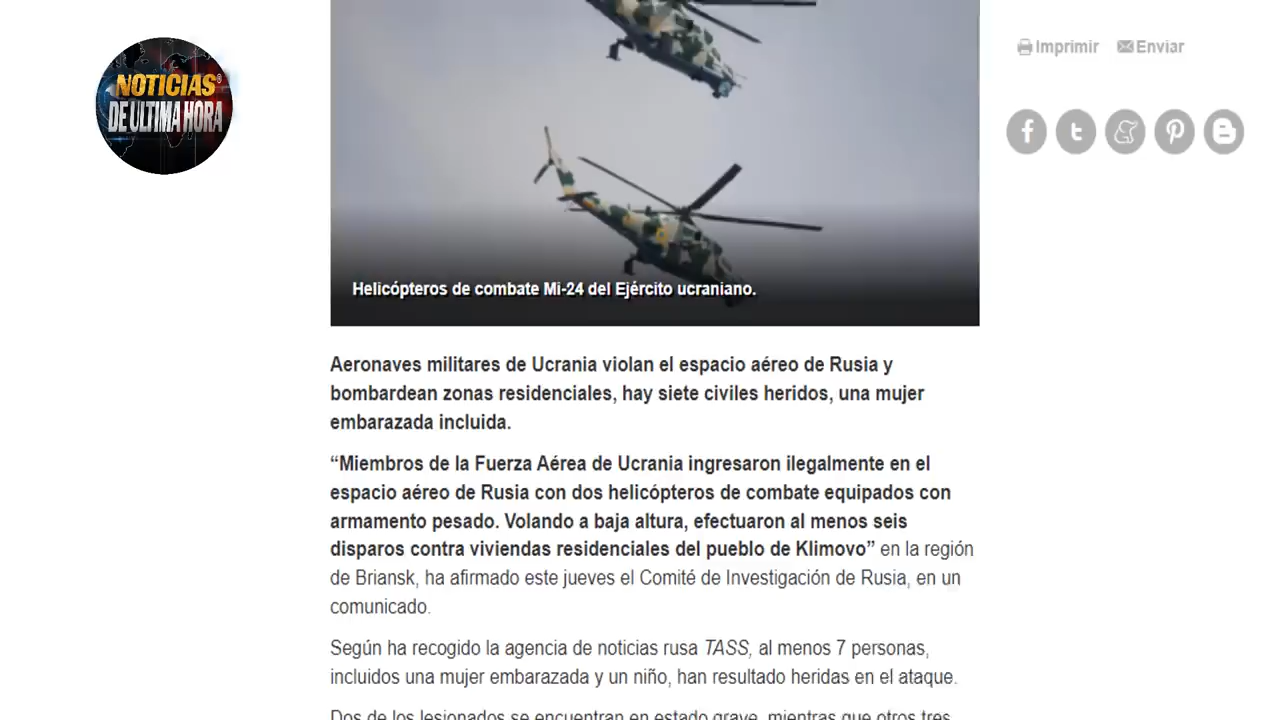 NOTICIAS
DE ULTIMA HORA
Imprimir
Enviar
Helicópteros de combate Mi-24 del Ejército ucraniano.
Aeronaves militares de Ucrania violan el espacio aéreo de Rusia y
bombardean zonas residenciales, hay siete civiles heridos, una mujer
embarazada incluida.
“Miembros de la Fuerza Aérea de Ucrania ingresaron ilegalmente en el
espacio aéreo de Rusia con dos helicópteros de combate equipados con
armamento pesado. Volando a baja altura, efectuaron al menos seis
disparos contra viviendas residenciales del pueblo de Klimovo” en la región
de Briansk, ha afirmado este jueves el Comité de Investigación de Rusia, en un
comunicado.
Según ha recogido la agencia de noticias rusa TASS, al menos 7 personas,
incluidos una mujer embarazada y un niño, han resultado heridas en el ataque.
Dos de los lesionados se encuentran en estado grave, mientras que otros tres